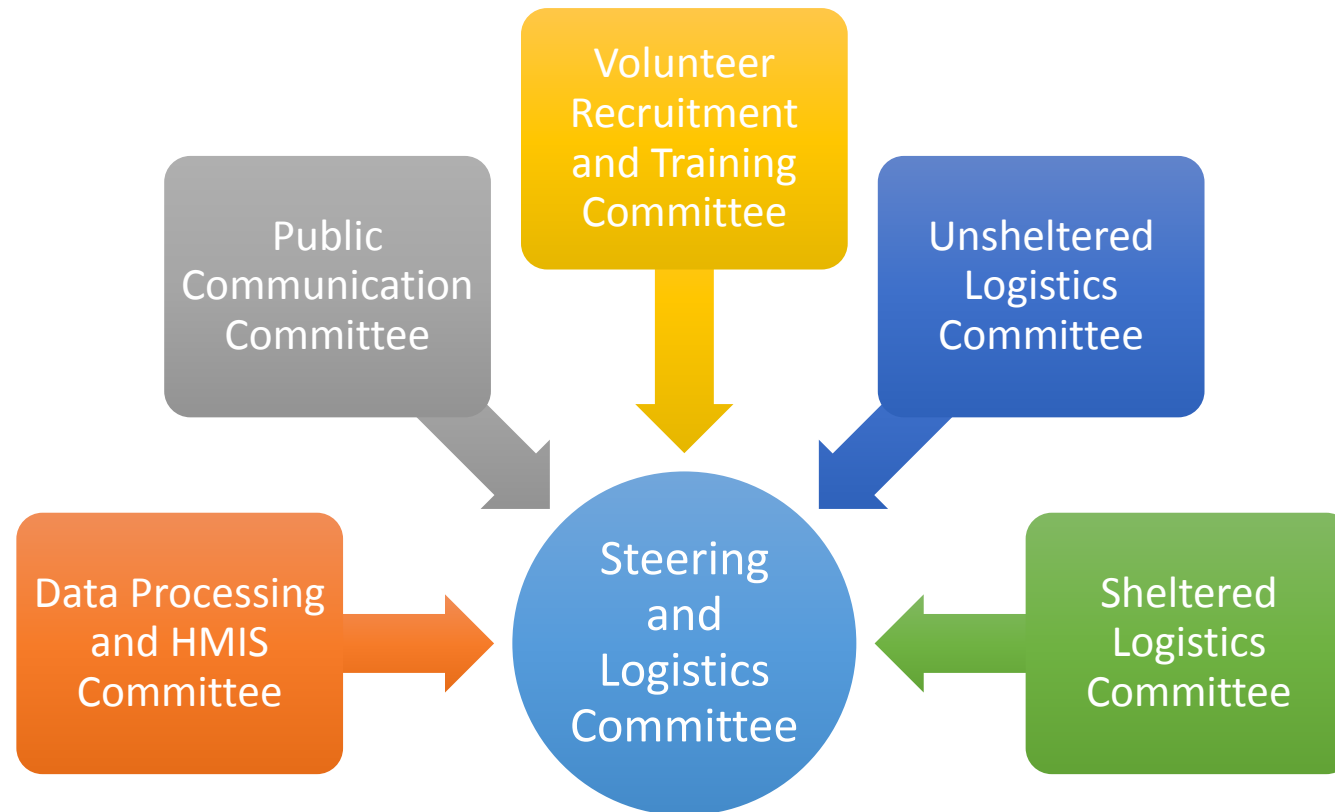 Volunteer
Recruitment
and Training
Committee
Public
Communication
Committee
Unsheltered
Logistics
Committee
Data Processing
and HMIS
Committee
Steering
and
Logistics
Committee
Sheltered
Logistics
Committee